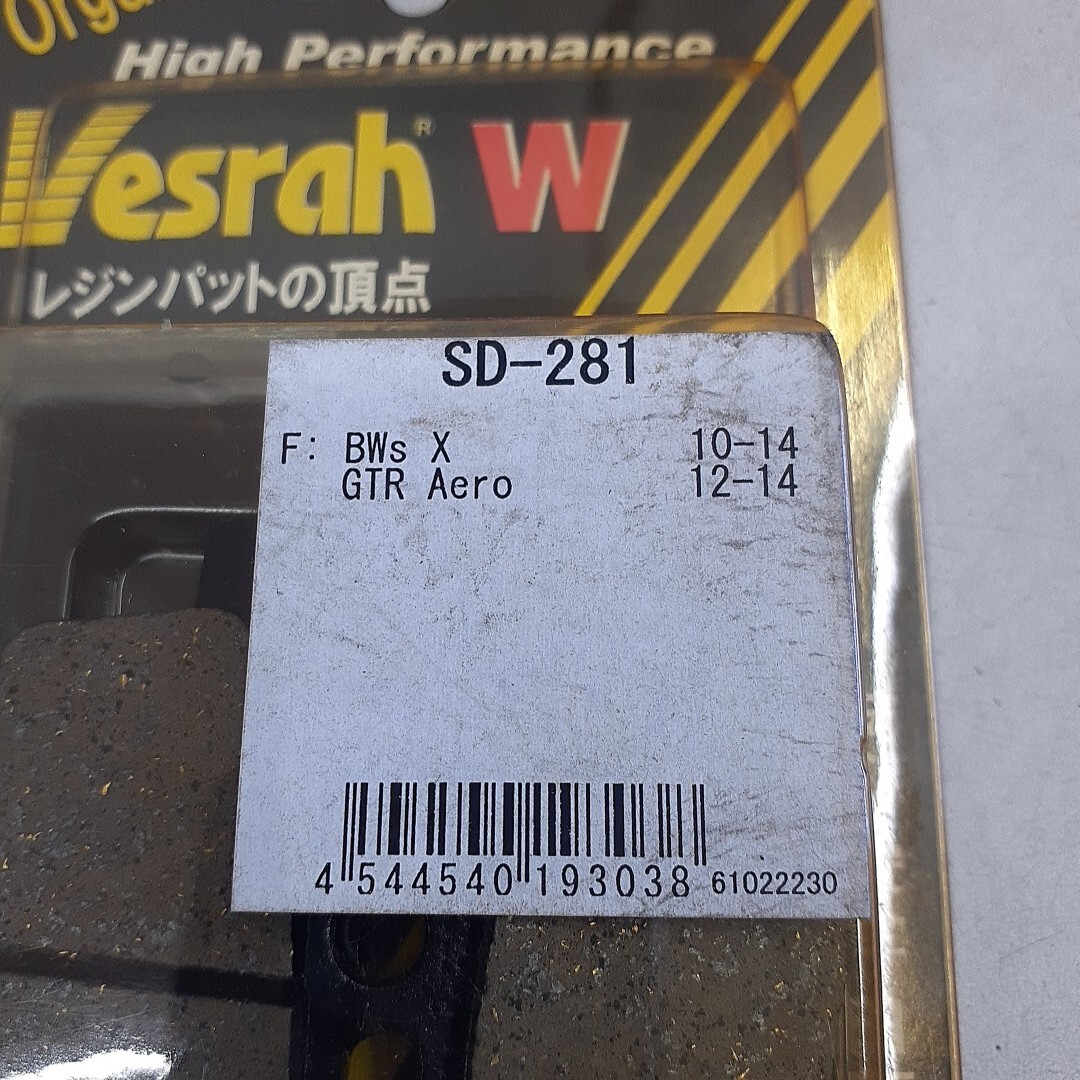 High Performance
Vesrah® W
レジンパットの頂点
SD-281
F: BWs X 10-14
GTR Aero 12-14
4 544540 193038 61022230